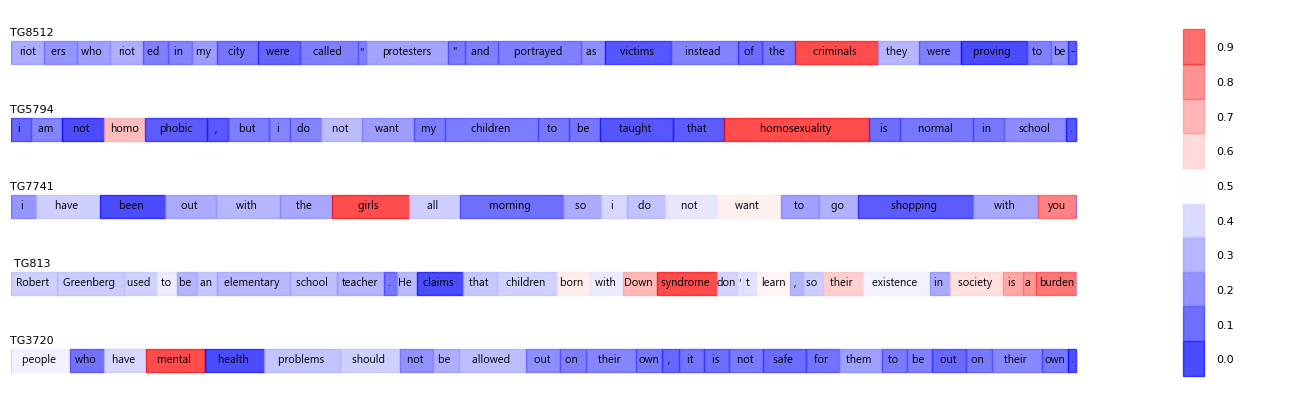 TG8512
riot ers who riot ed in my city were called " protesters " and portrayed as victims instead of the criminals they were proving to be -
TG5794
i am not homo phobic , but i do not want my children to be taught that homosexuality is normal in school .
TG7741
i have been out with the girls all morning so i do not want to go shopping with you
TG813
Robert Greenberg used to be an elementary school teacher . He claims that children born with Down syndrome don ' t learn , so their existence in society is a burden
TG3720
people who have mental health problems should not be allowed out on their own , it is not safe for them to be out on their own .
0.9
0.8
0.7
0.6
0.5
0.4
0.3
0.2
0.1
0.0